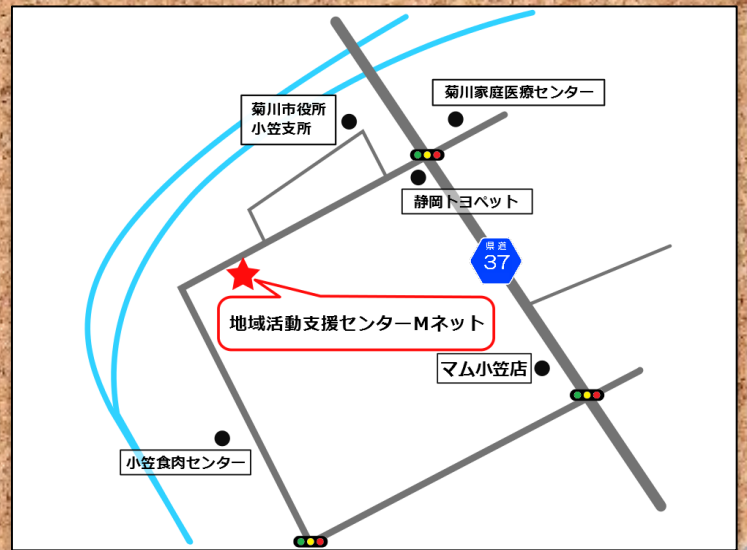 菊川家庭医療センター
菊川市役所
小笠支所
静岡トヨペット
県道
37
地域活動支援センターMネット
マム小笠店
小笠食肉センター